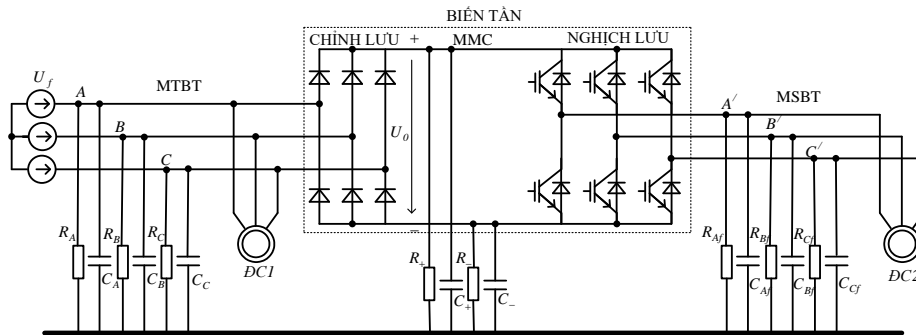 BIẾN TẦN
CHỈNH LƯU + MMC NGHỊCH LƯU
U_f
A MTBT
B
C
U_0
A′ MSBT
B′
C′
−
R_A R_B R_C
C_A C_B C_C
ĐC1
R_+ R_−
C_+ C_−
R_Af R_Bf R_Cf
C_Af C_Bf C_Cf
ĐC2